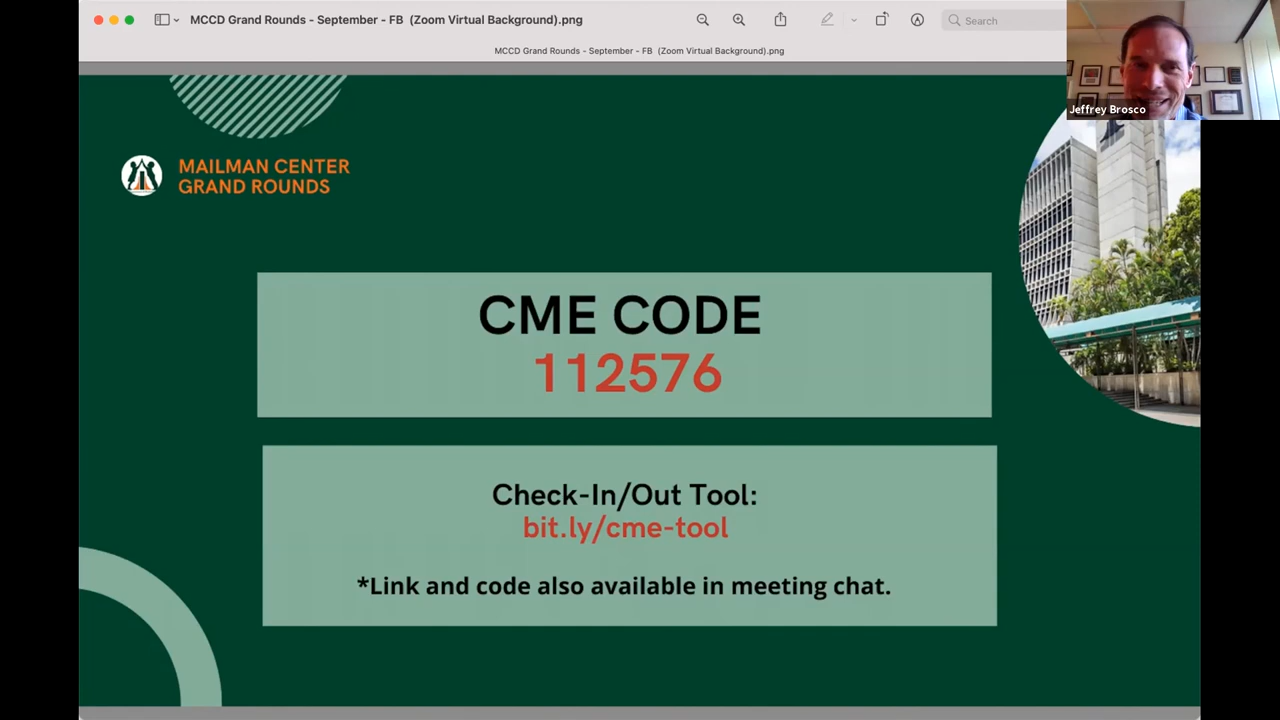 MCCD Grand Rounds - September - FB  (Zoom Virtual Background).png
Search
MCCD Grand Rounds - September - FB  (Zoom Virtual Background).png
Jeffrey Brosco
MAILMAN CENTER
GRAND ROUNDS
CME CODE
112576
Check-In/Out Tool:
bit.ly/cme-tool
*Link and code also available in meeting chat.